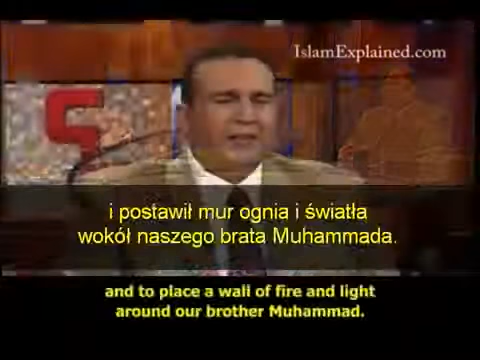 IslamExplained.com
i postawił mur ognia i światła
wokół naszego brata Muhammada.
and to place a wall of fire and light
around our brother Muhammad.